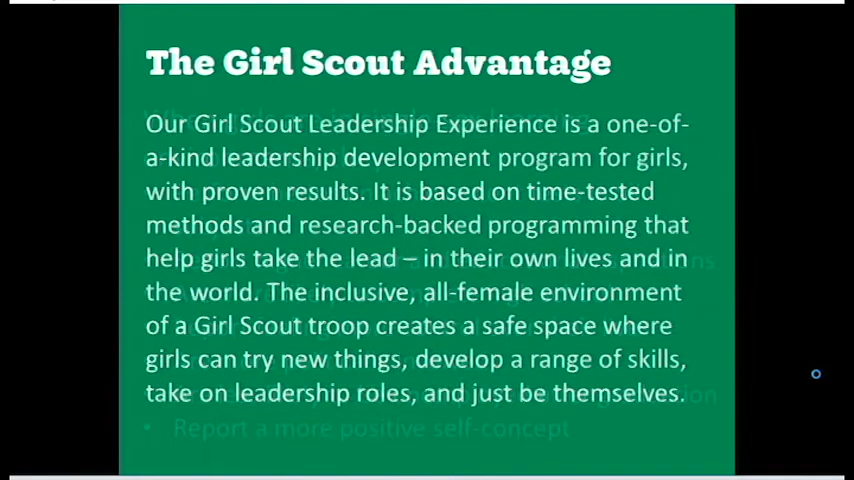 The Girl Scout Advantage
Our Girl Scout Leadership Experience is a one-of-
a-kind leadership development program for girls,
with proven results. It is based on time-tested
methods and research-backed programming that
help girls take the lead – in their own lives and in
the world. The inclusive, all-female environment
of a Girl Scout troop creates a safe space where
girls can try new things, develop a range of skills,
take on leadership roles, and just be themselves.
• Report a more positive self-concept